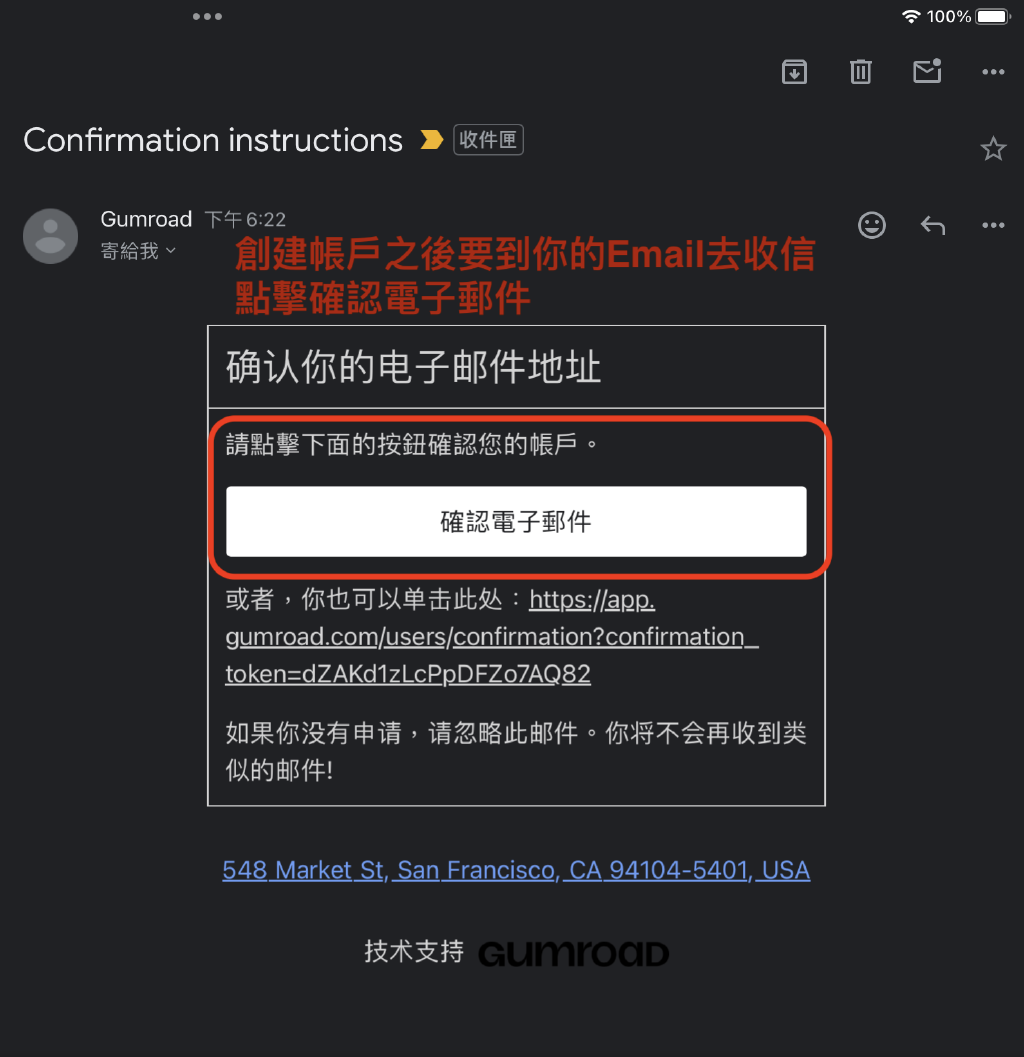 100%
Confirmation instructions 收件匣
Gumroad 下午 6:22
寄給我
創建帳戶之後要到你的Email去收信
點擊確認電子郵件
确认你的电子邮件地址
請點擊下面的按鈕確認您的帳戶。
確認電子郵件
或者，你也可以单击此处：https://app.
gumroad.com/users/confirmation?confirmation_
token=dZAKd1zLcPpDFZo7AQ82
如果你没有申请，请忽略此邮件。你将不会再收到类
似的邮件!
548 Market St, San Francisco, CA 94104-5401, USA
技术支持 GUMROAD